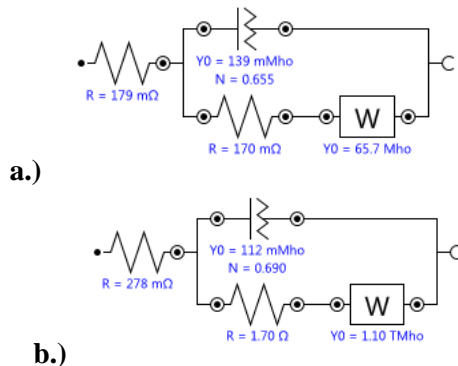 Y0 = 139 mMho
N = 0.655
R = 179 mΩ
W
R = 170 mΩ
Y0 = 65.7 Mho
a.)
Y0 = 112 mMho
N = 0.690
R = 278 mΩ
W
R = 1.70 Ω
Y0 = 1.10 TMho
b.)